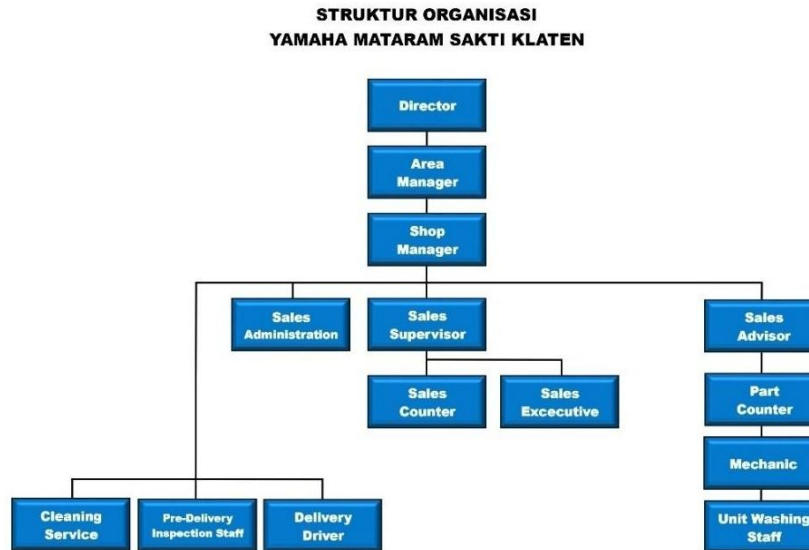 STRUKTUR ORGANISASI
YAMAHA MATARAM SAKTI KLATEN
Director
Area
Manager
Shop
Manager
Sales
Administration
Sales
Supervisor
Sales
Advisor
Sales
Counter
Sales
Excecutive
Part
Counter
Mechanic
Cleaning
Service
Pre-Delivery
Inspection Staff
Delivery
Driver
Unit Washing
Staff